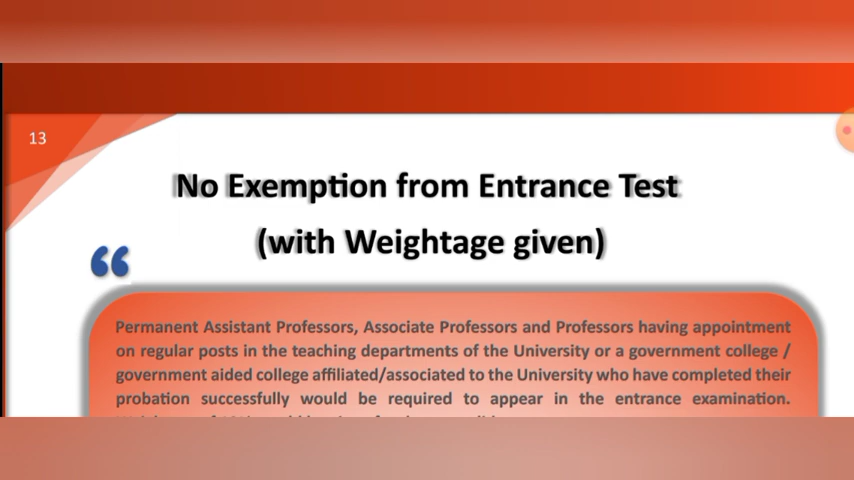 13
No Exemption from Entrance Test
(with Weightage given)
“
Permanent Assistant Professors, Associate Professors and Professors having appointment
on regular posts in the teaching departments of the University or a government college /
government aided college affiliated/associated to the University who have completed their
probation successfully would be required to appear in the entrance examination.